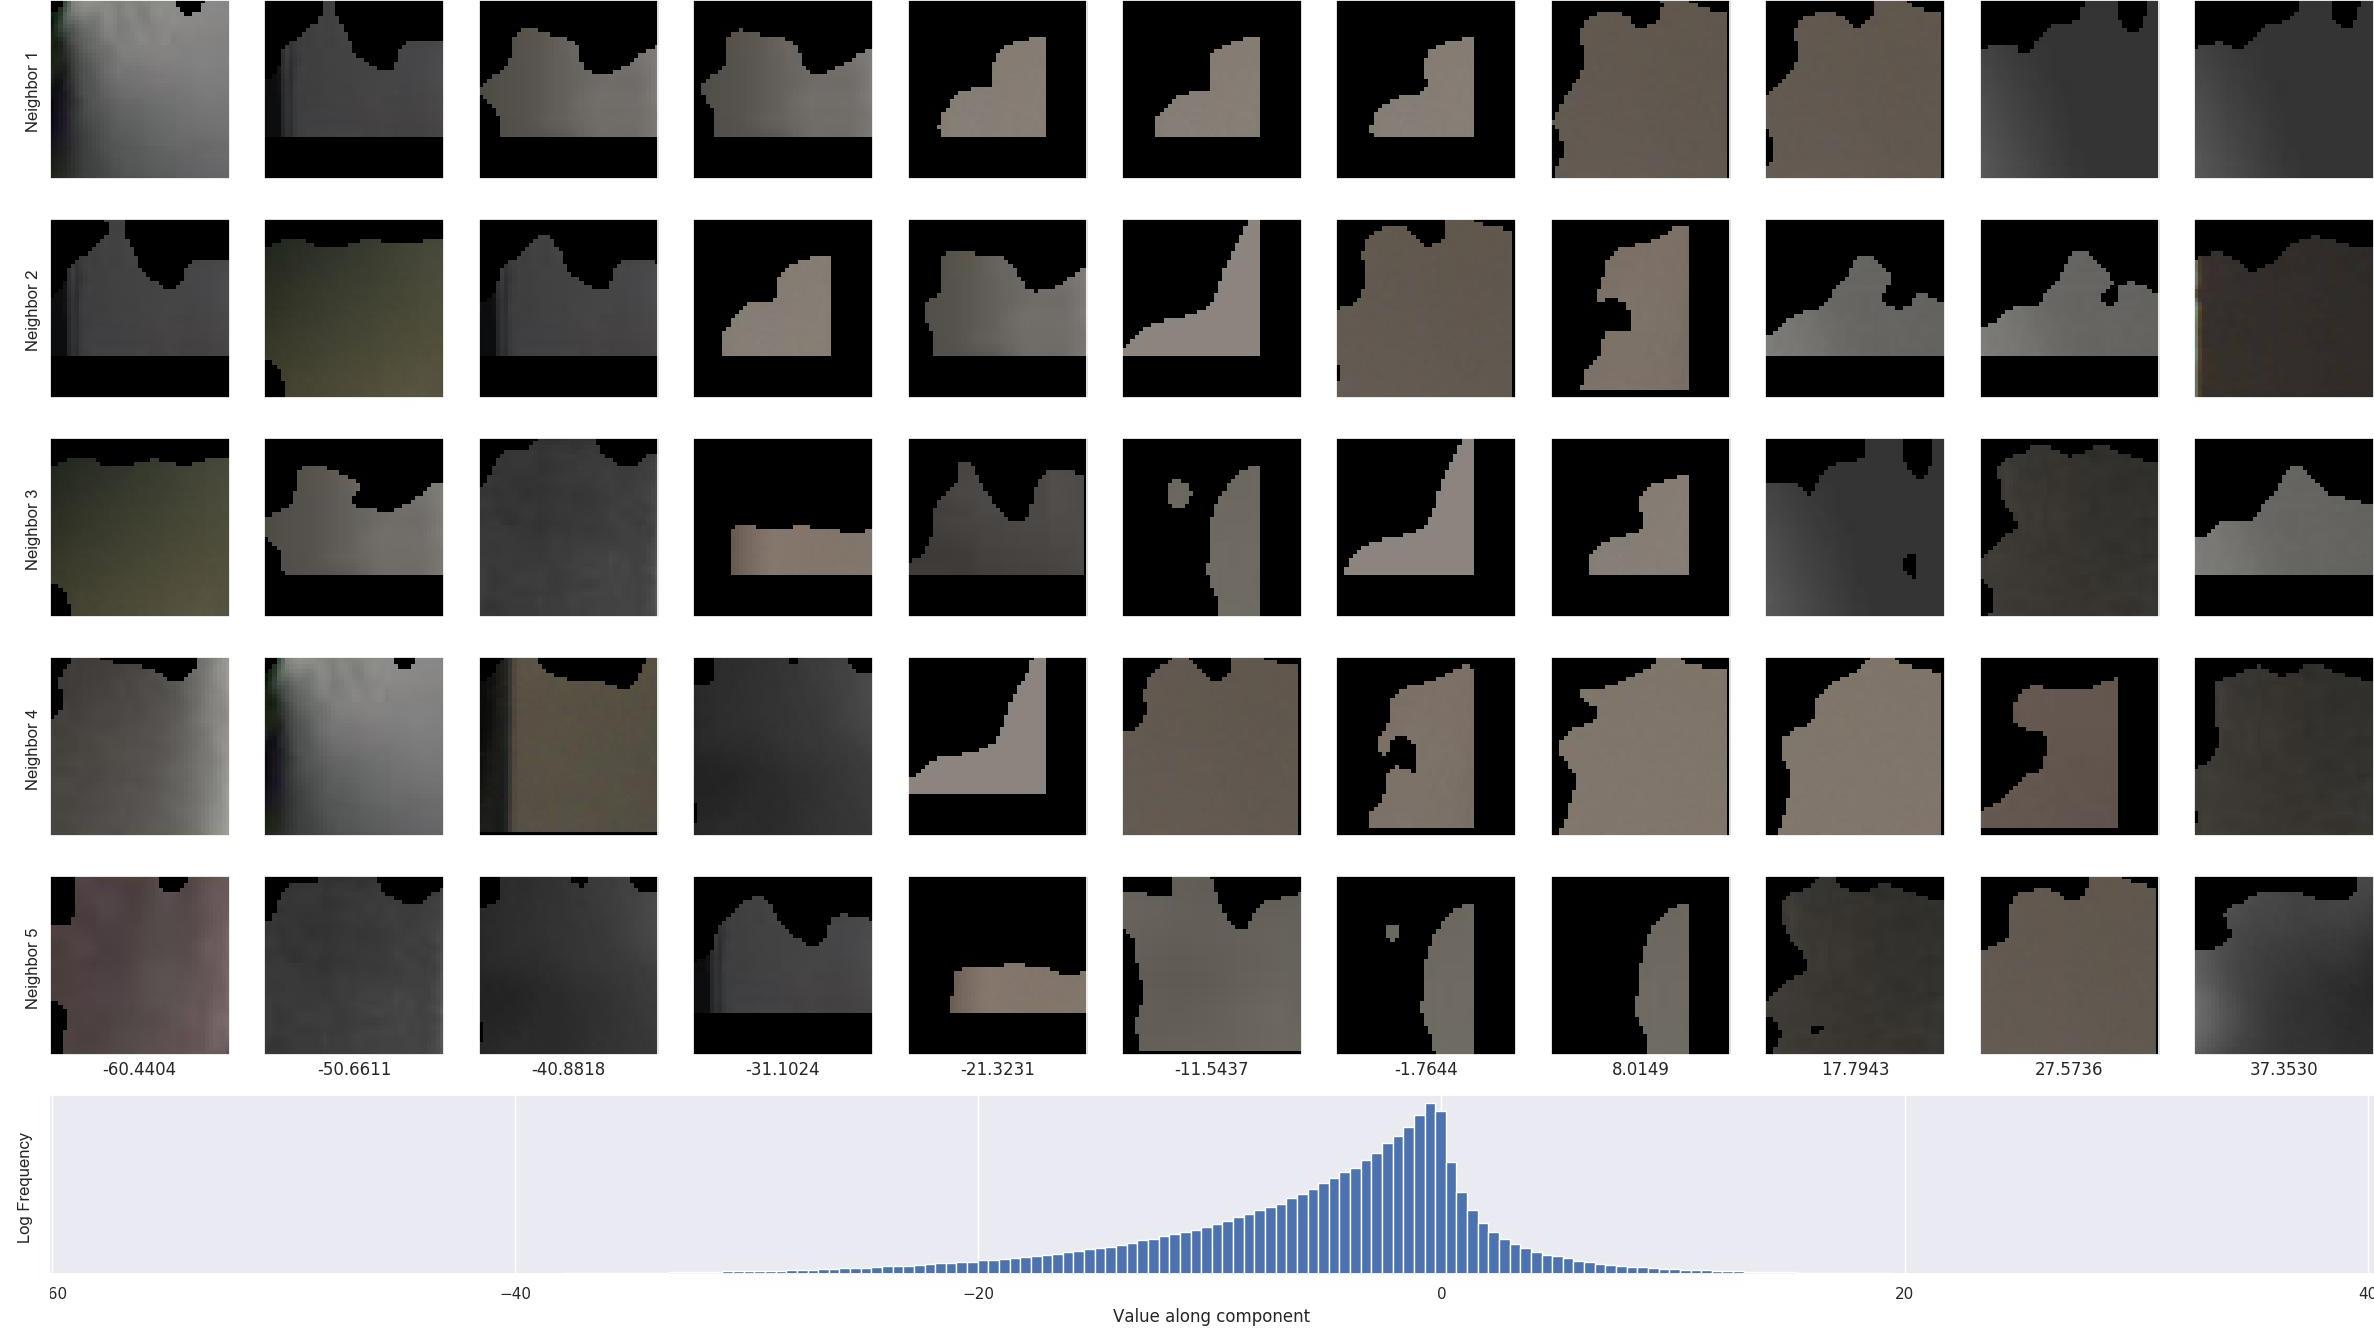 Neighbor 1
Neighbor 2
Neighbor 3
Neighbor 4
Neighbor 5
-60.4404 -50.6611 -40.8818 -31.1024 -21.3231 -11.5437 -1.7644 8.0149 17.7943 27.5736 37.3530
Log Frequency
60 −40 −20 0 20 40
Value along component